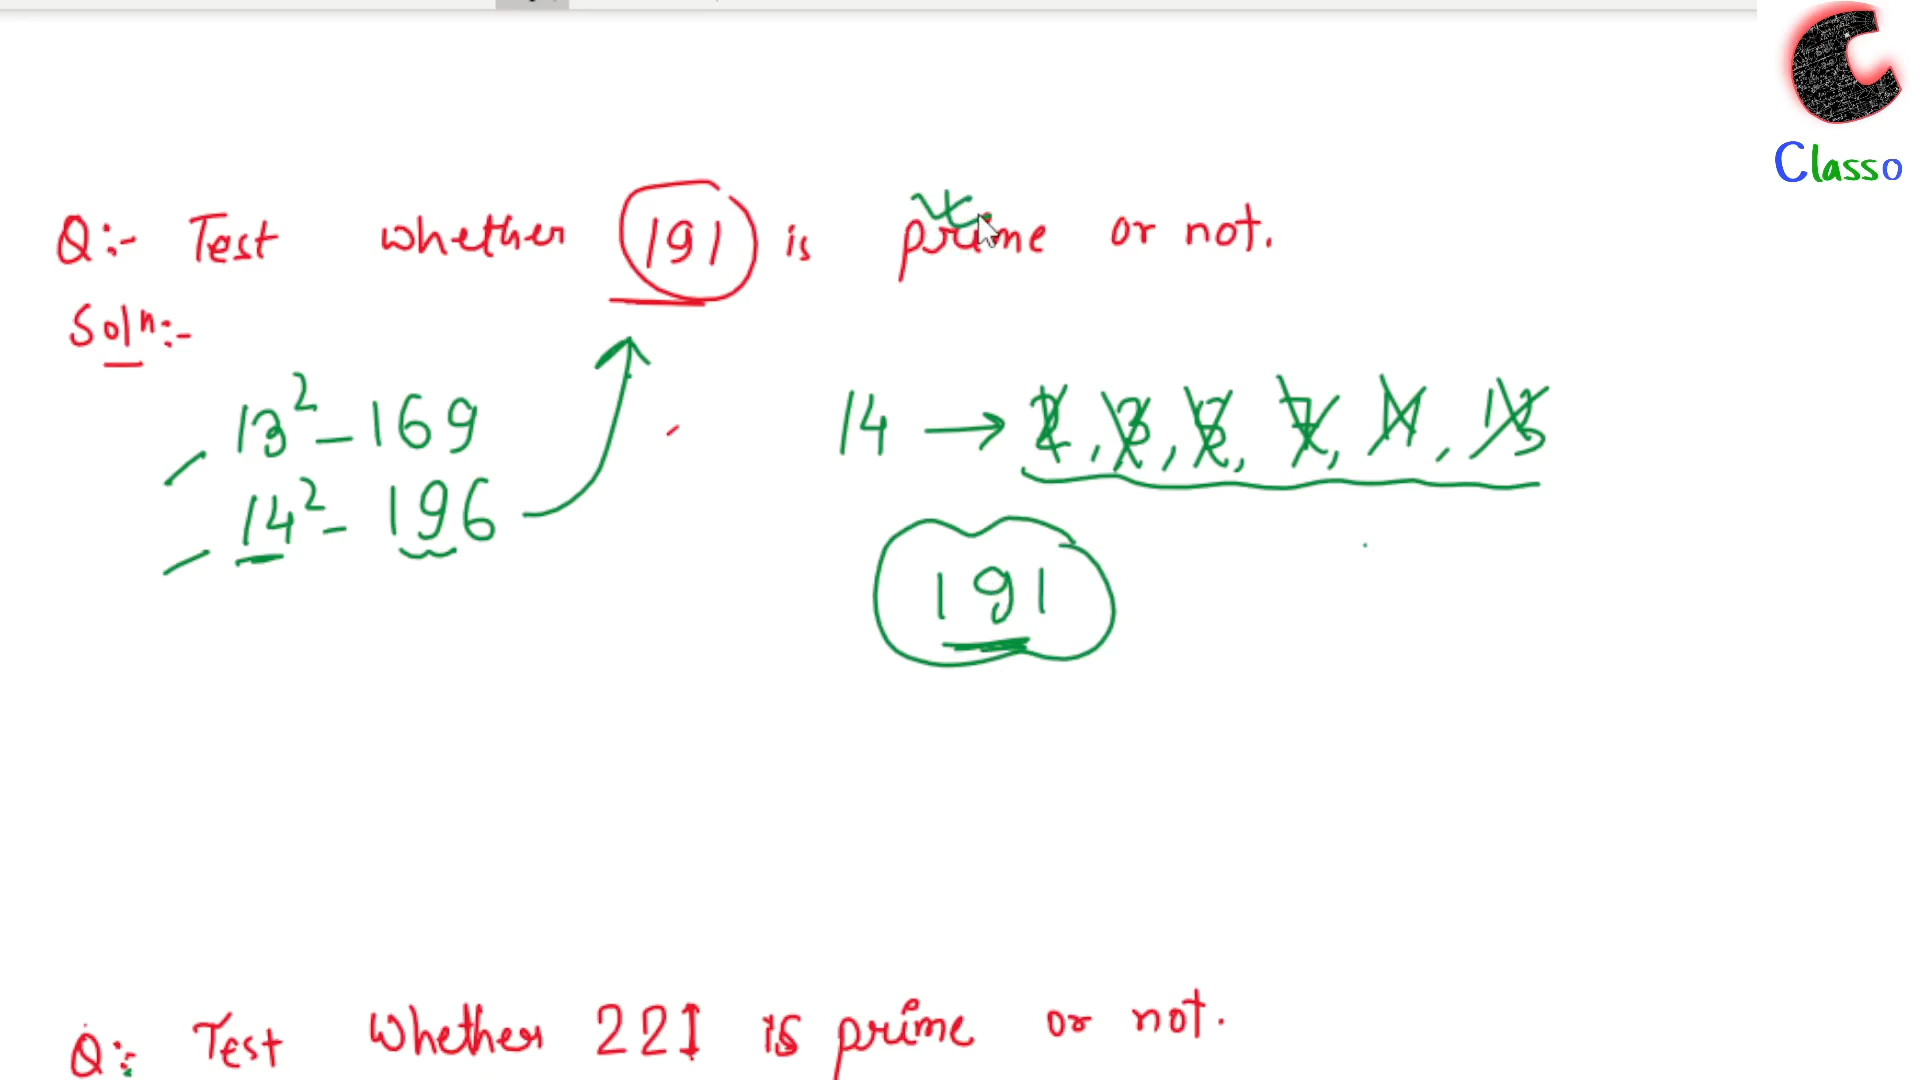 Classo
Q:- Test whether 191 is prime or not.
Solⁿ:-
13² - 169
14² - 196
14 → 2, 3, 5, 7, 11, 13
191
Q:- Test whether 221 is prime or not.